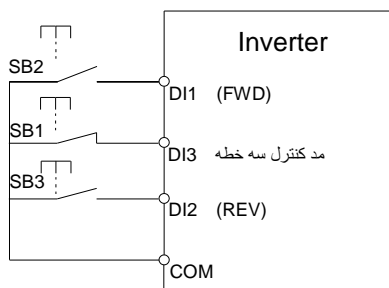 Inverter
SB2
DI1 (FWD)
SB1
DI3 مد کنترل سه خطه
SB3
DI2 (REV)
COM